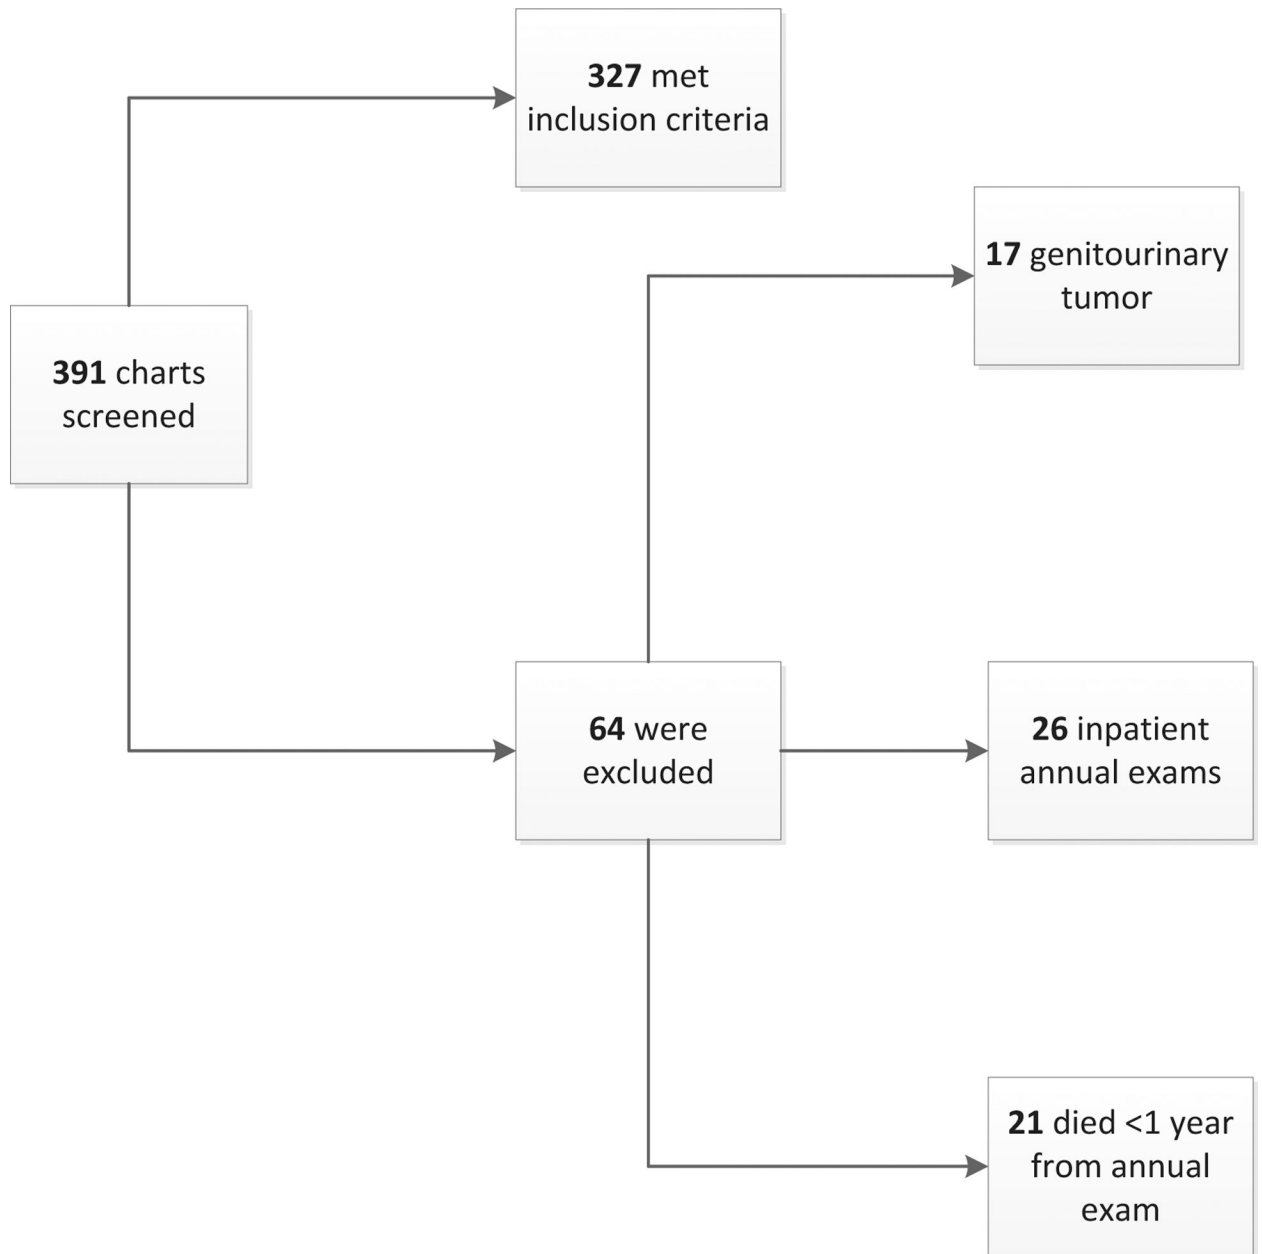 327 met
inclusion criteria
17 genitourinary
tumor
391 charts
screened
64 were
excluded
26 inpatient
annual exams
21 died <1 year
from annual
exam